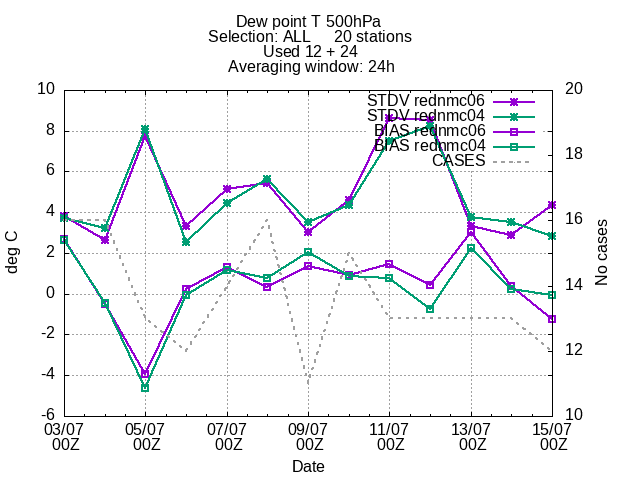 Dew point T 500hPa
Selection: ALL 20 stations
Used 12 + 24
Averaging window: 24h
10
8
6
4
2
0
-2
-4
-6
deg C
20
18
16
14
12
10
No cases
STDV rednmc06
STDV rednmc04
BIAS rednmc06
BIAS rednmc04
CASES
03/07 05/07 07/07 09/07 11/07 13/07 15/07
00Z 00Z 00Z 00Z 00Z 00Z 00Z
Date